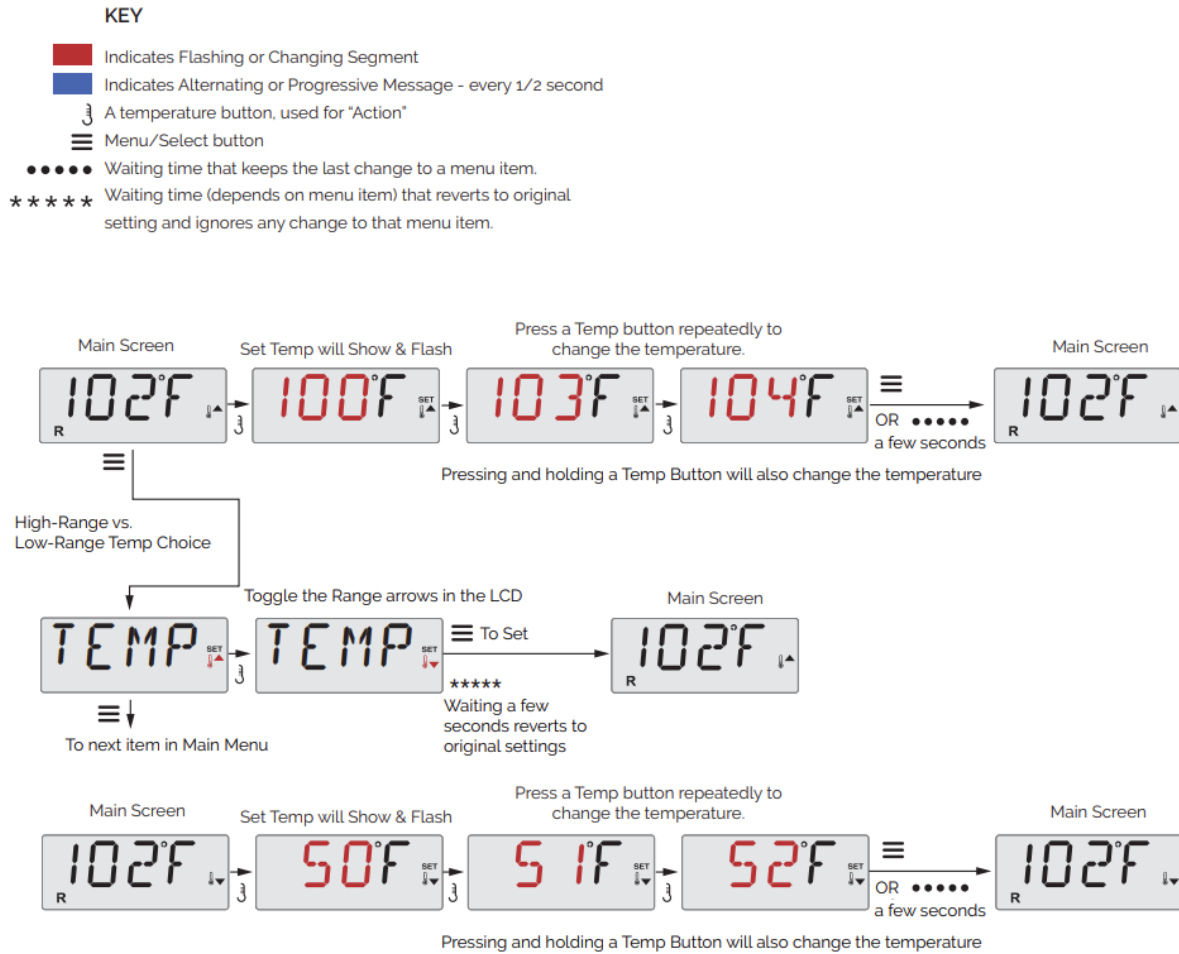 KEY
Indicates Flashing or Changing Segment
Indicates Alternating or Progressive Message - every 1/2 second
A temperature button, used for “Action”
Menu/Select button
••••• Waiting time that keeps the last change to a menu item.
***** Waiting time (depends on menu item) that reverts to original
setting and ignores any change to that menu item.
Main Screen
Set Temp will Show & Flash
Press a Temp button repeatedly to
change the temperature.
Main Screen
102°F R
100°F SET
103°F SET
104°F SET
OR •••••
a few seconds
102°F R
Pressing and holding a Temp Button will also change the temperature
High-Range vs.
Low-Range Temp Choice
Toggle the Range arrows in the LCD
Main Screen
TEMP SET
TEMP SET
To Set
*****
Waiting a few
seconds reverts to
original settings
102°F R
To next item in Main Menu
Main Screen
Set Temp will Show & Flash
Press a Temp button repeatedly to
change the temperature.
Main Screen
102°F R
50°F SET
51°F SET
52°F SET
OR •••••
a few seconds
102°F R
Pressing and holding a Temp Button will also change the temperature